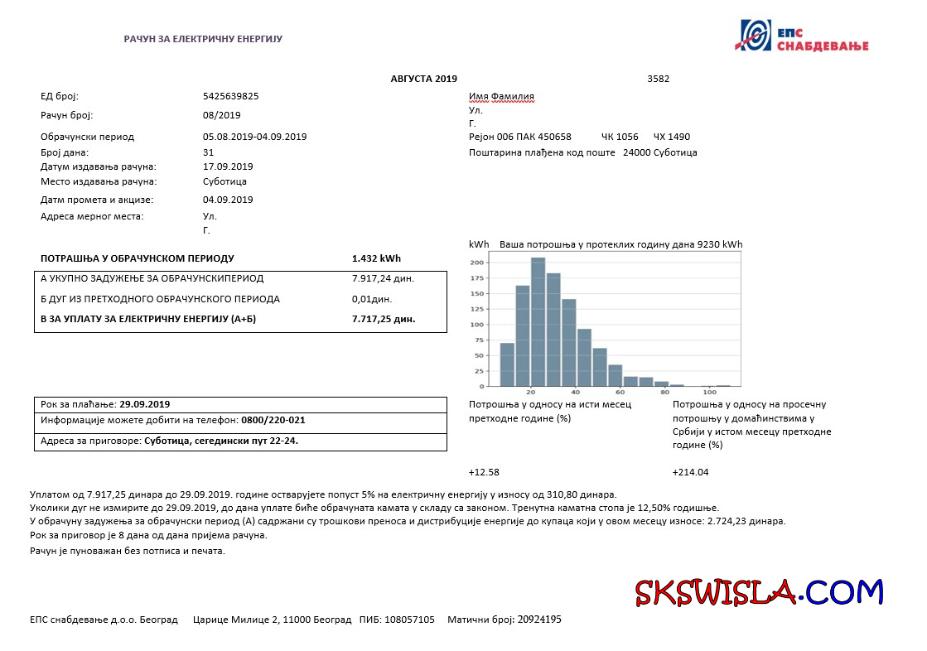 РАЧУН ЗА ЕЛЕКТРИЧНУ ЕНЕРГИЈУ
ЕПС
СНАБДЕВАЊЕ
АВГУСТА 2019
3582
ЕД број: 5425639825
Рачун број: 08/2019
Обрачунски период 05.08.2019-04.09.2019
Број дана: 31
Датум издавања рачуна: 17.09.2019
Место издавања рачуна: Суботица
Датм промета и акцизе: 04.09.2019
Адреса мерног места: Ул.
Г.
Имя Фамилия
Ул.
Г.
Рејон 006 ПАК 450658 ЧК 1056 ЧХ 1490
Поштарина плаћена код поште 24000 Суботица
ПОТРАШЊА У ОБРАЧУНСКОМ ПЕРИОДУ 1.432 kWh
А УКУПНО ЗАДУЖЕЊЕ ЗА ОБРАЧУНСКИПЕРИОД 7.917,24 дин.
Б ДУГ ИЗ ПРЕТХОДНОГ ОБРАЧУНСКОГ ПЕРИОДА 0,01дин.
В ЗА УПЛАТУ ЗА ЕЛЕКТРИЧНУ ЕНЕРГИЈУ (А+Б) 7.717,25 дин.
kWh Ваша потрошња у протеклих годину дана 9230 kWh
200
175
150
125
100
75
50
25
0
20 40 60 80 100
Рок за плаћање: 29.09.2019
Информације можете добити на телефон: 0800/220-021
Адреса за приговоре: Суботица, сегедински пут 22-24.
Потрошња у односу на исти месец
претходне године (%)
+12.58
Потрошња у односу на просечну
потрошњу у домаћинствима у
Србији у истом месецу претходне
године (%)
+214.04
Уплатом од 7.917,25 динара до 29.09.2019. године остварујете попуст 5% на електричну енергију у износу од 310,80 динара.
Уколики дуг не измирите до 29.09.2019, до дана уплате биће обрачуната камата у складу са законом. Тренутна каматна стопа је 12,50% годишње.
У обрачуну задужења за обрачунски период (А) садржани су трошкови преноса и дистрибуције енергије до купаца који у овом месецу износе: 2.724,23 динара.
Рок за приговор је 8 дана од дана пријема рачуна.
Рачун је пуноважан без потписа и печата.
SKSWISLA.COM
ЕПС снабдевање д.о.о. Београд Царице Милице 2, 11000 Београд ПИБ: 108057105 Матични број: 20924195